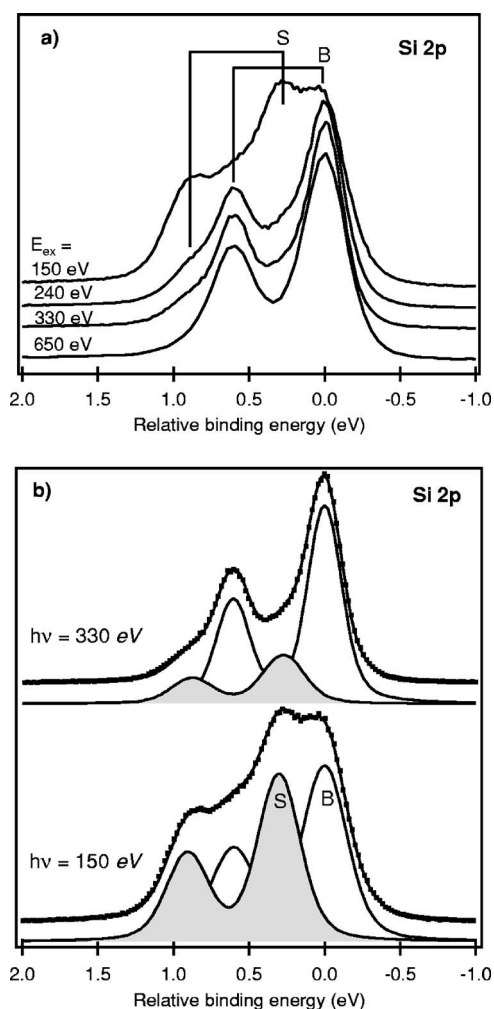 a)
S
Si 2p
B
E ex =
150 eV
240 eV
330 eV
650 eV
2.0 1.5 1.0 0.5 0.0 -0.5 -1.0
Relative binding energy (eV)
b)
Si 2p
hν = 330 eV
S
B
hν = 150 eV
2.0 1.5 1.0 0.5 0.0 -0.5 -1.0
Relative binding energy (eV)